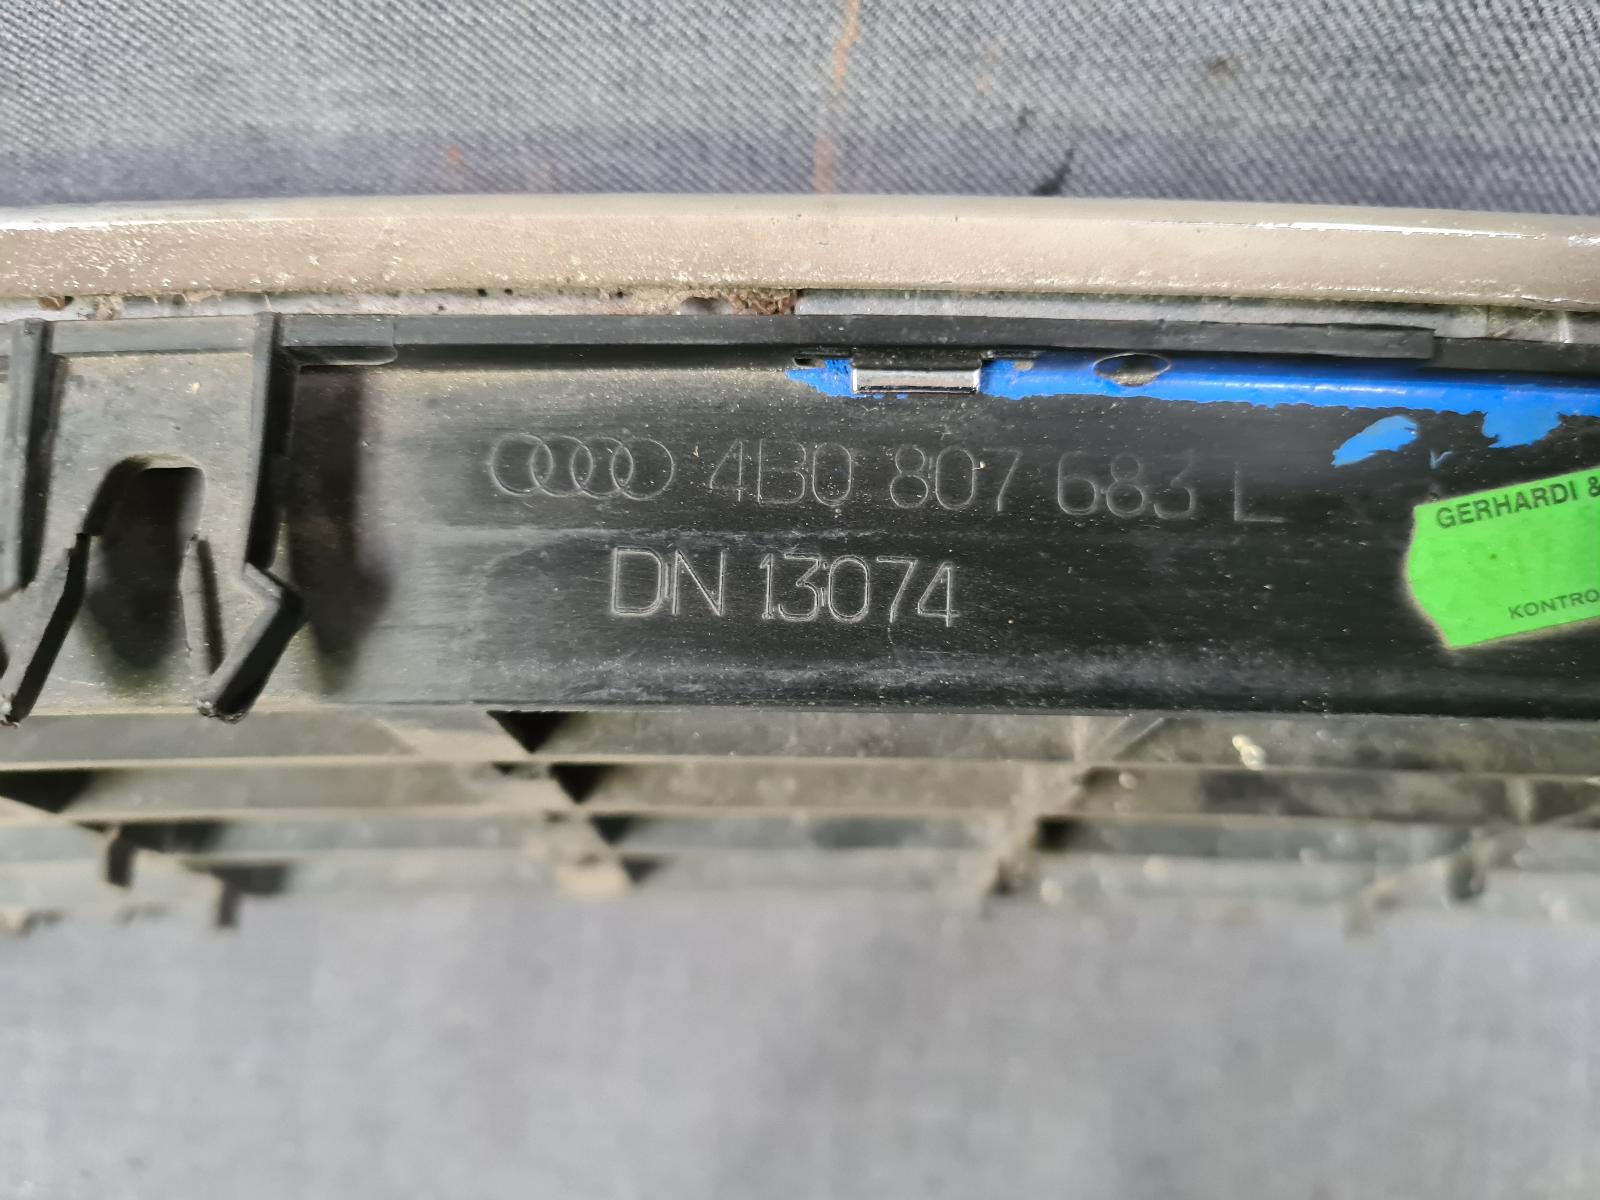 4B0 807 683 L
DN 13074
GERHARDI &
KONTRO